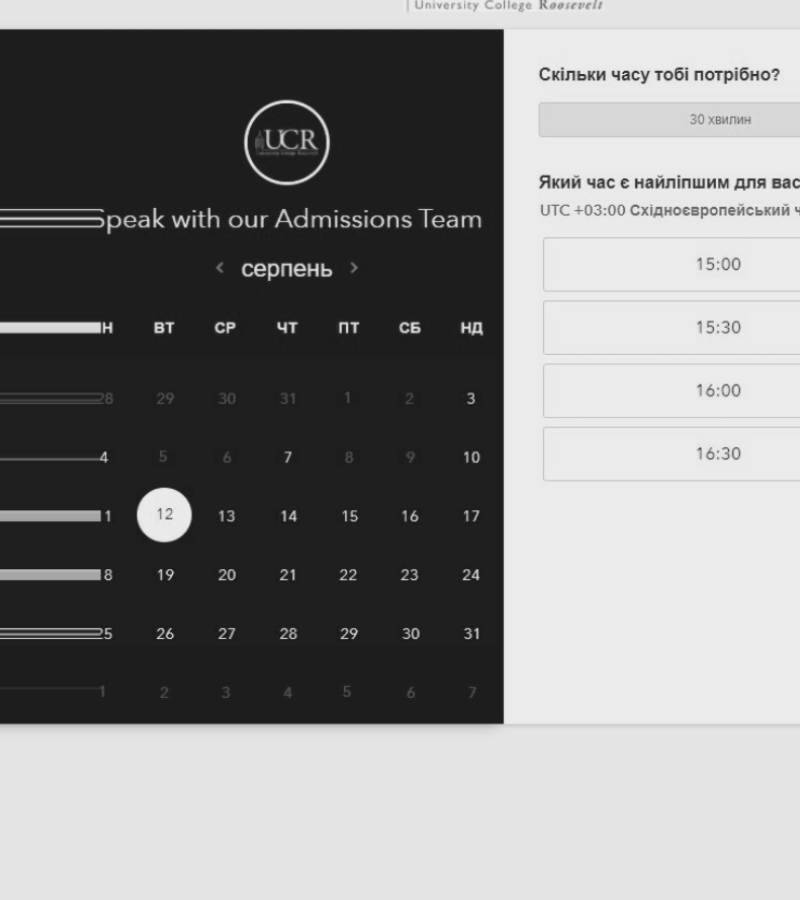 | University College Roosevelt
UCR
Speak with our Admissions Team
< серпень >
Н ВТ СР ЧТ ПТ СБ НД
28 29 30 31 1 2 3
4 5 6 7 8 9 10
1 12 13 14 15 16 17
8 19 20 21 22 23 24
25 26 27 28 29 30 31
1 2 3 4 5 6 7
Скільки часу тобі потрібно?
30 хвилин
Який час є найліпшим для вас
UTC +03:00 Східноєвропейський ч
15:00
15:30
16:00
16:30